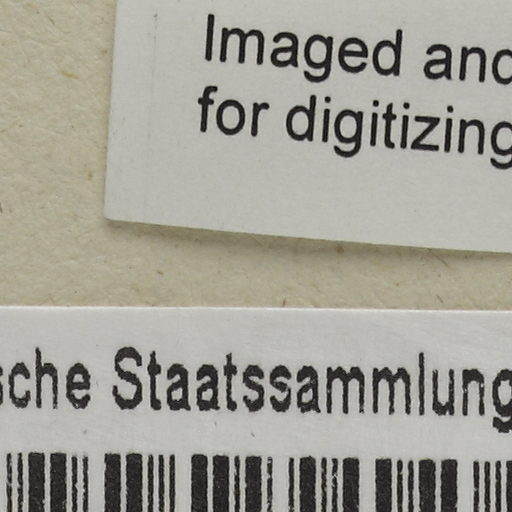 Imaged and
for digitizing
sche Staatssammlung